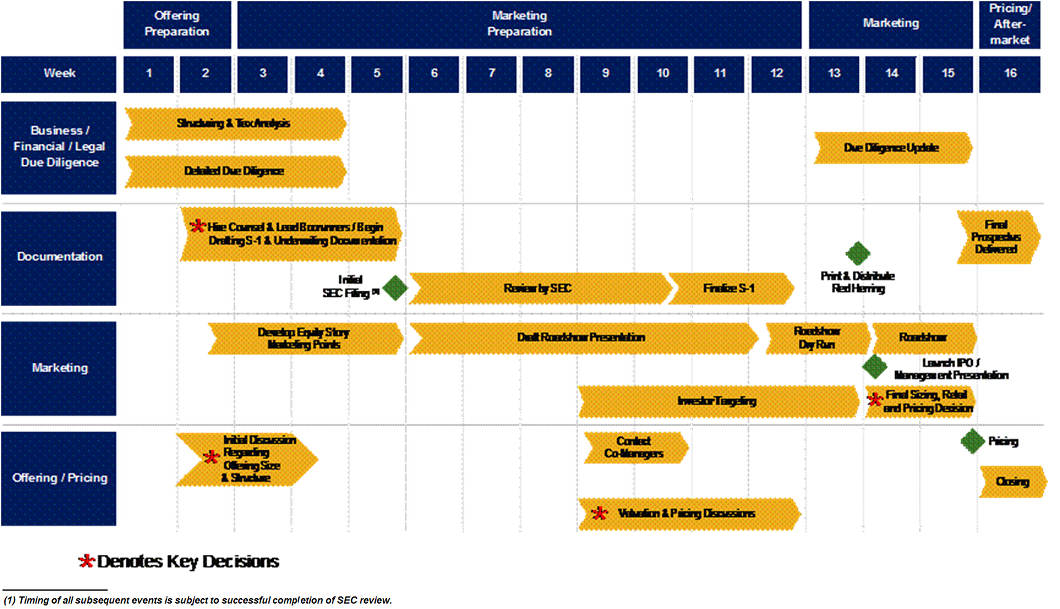 Offering
Preparation
Marketing
Preparation
Marketing
Pricing/
After-
market
Week
1
2
3
4
5
6
7
8
9
10
11
12
13
14
15
16
Business /
Financial / Legal
Due Diligence
Structuring & Tax Analysis
Detailed Due Diligence
Due Diligence Update
Documentation
Hire Counsel & Lead Bookrunners / Begin
Drafting S-1 & Underwriting Documentation
Initial
SEC Filing (1)
Review by SEC
Finalize S-1
Print & Distribute
Red Herring
Final
Prospectus
Delivered
Marketing
Develop Equity Story
Marketing Points
Draft Roadshow Presentation
Roadshow
Dry Run
Roadshow
Launch IPO /
Management Presentation
Investor Targeting
Final Sizing, Retail
and Pricing Decision
Offering / Pricing
Initial Discussion
Regarding
Offering Size
& Structure
Contact
Co-Managers
Pricing
Closing
Valuation & Pricing Discussions
* Denotes Key Decisions
(1) Timing of all subsequent events is subject to successful completion of SEC review.